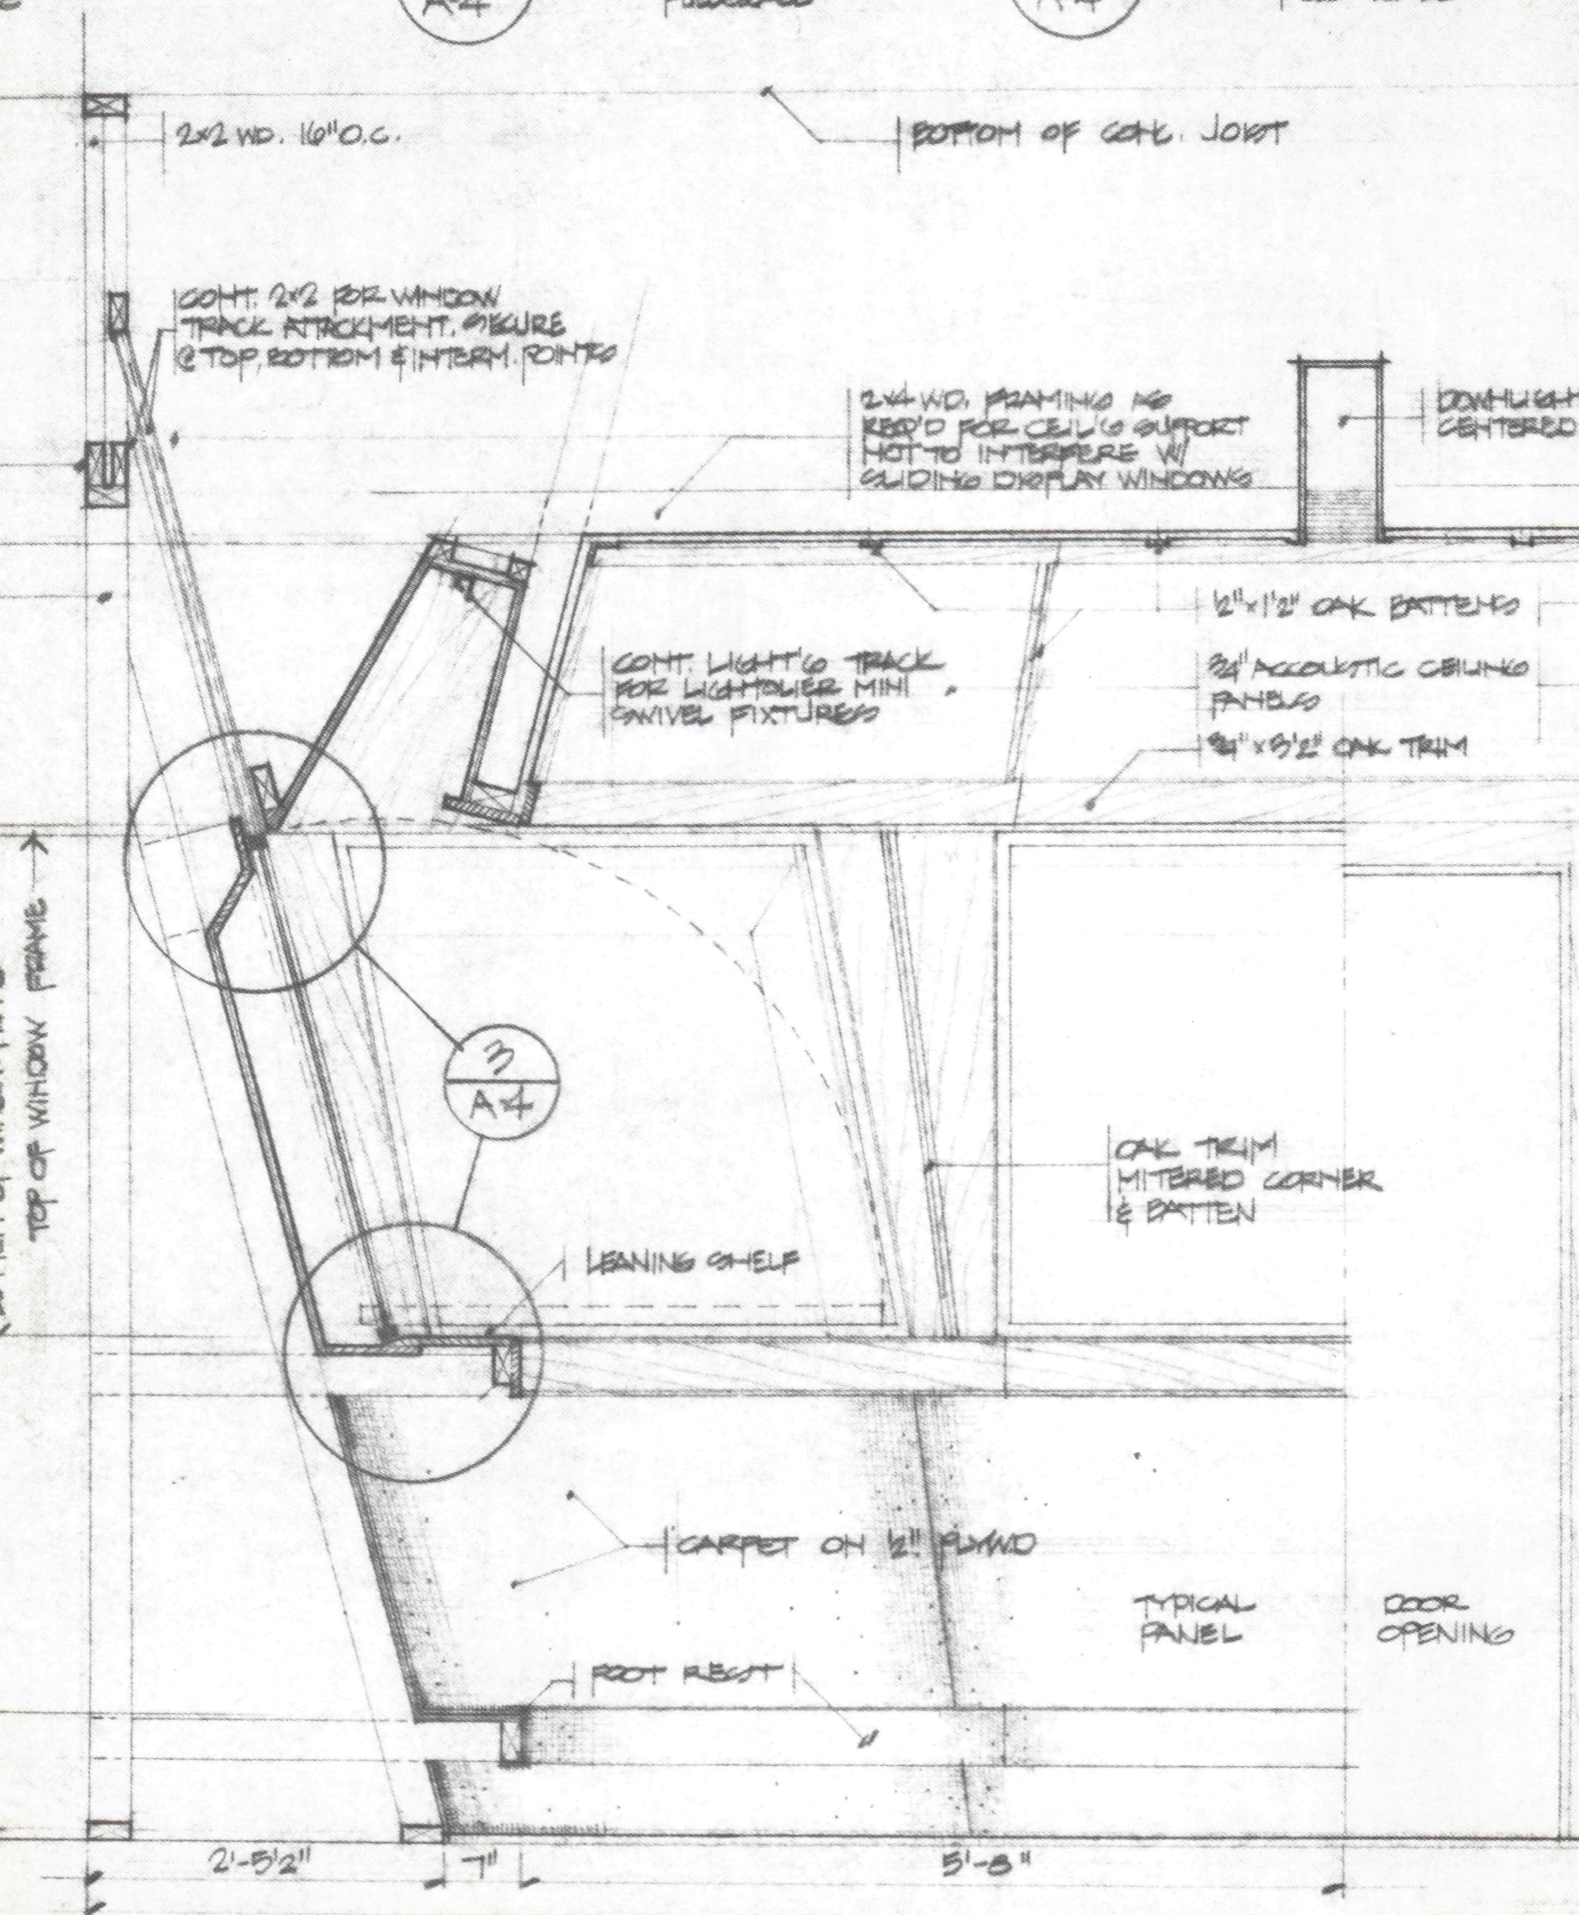 2x2 WD. 16" O.C.
BOTTOM OF CONC. JOIST
CONT. 2x2 FOR WINDOW
TRACK ATTACKMENT. SECURE
@ TOP, BOTTOM & INTERM. POINTS
2x4 WD. FRAMING AS
REQ'D FOR CEIL'G SUPPORT
NOT TO INTERFERE W/
SLIDING DISPLAY WINDOWS
DOWNLIGHT
CENTERED
1/2" x 1 1/2" OAK BATTENS
CONT. LIGHT'G TRACK
FOR LIGHTOLIER MINI
SWIVEL FIXTURES
3/4" ACCOUSTIC CEILING
PANELS
3/4" x 5 1/2" OAK TRIM
TOP OF WINDOW FRAME
3
A-4
OAK TRIM
MITERED CORNER
& BATTEN
LEANING SHELF
CARPET ON 1/2" PLYWD
TYPICAL
PANEL
DOOR
OPENING
FOOT REST
2'-5 1/2"
7"
5'-8"